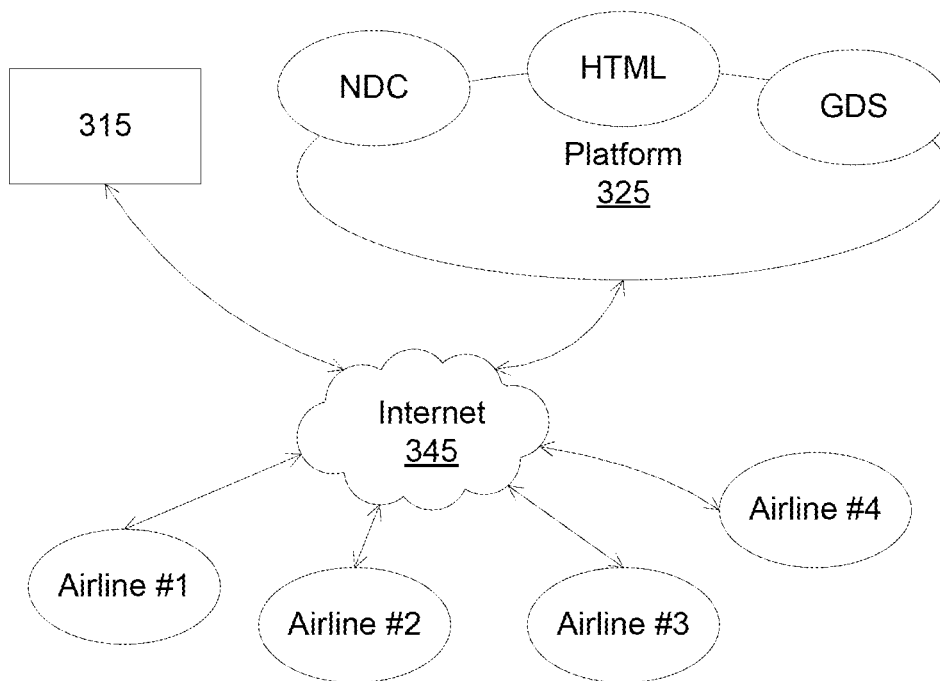 315
NDC
HTML
GDS
Platform
325
Internet
345
Airline #1
Airline #2
Airline #3
Airline #4